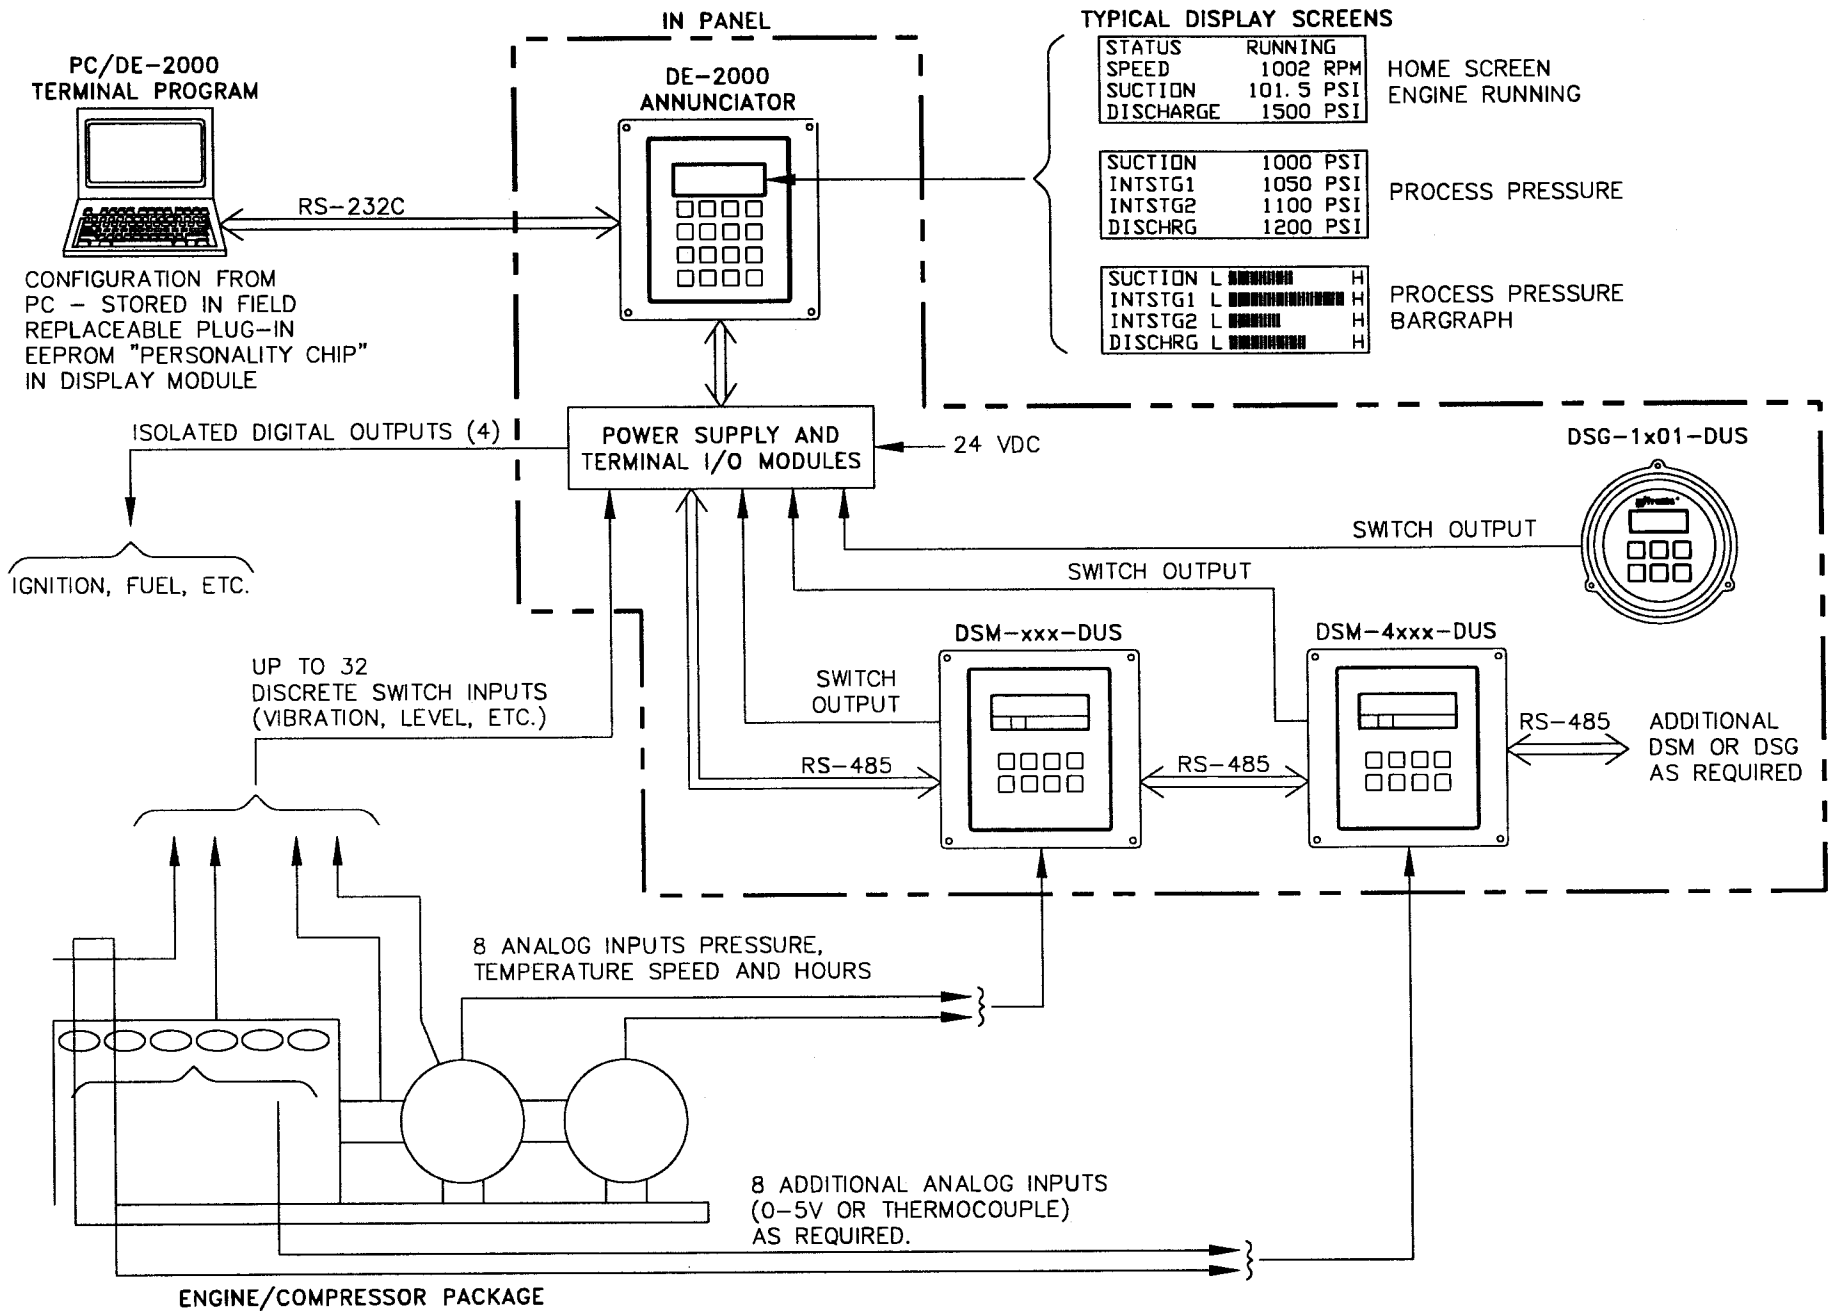 IN PANEL
TYPICAL DISPLAY SCREENS
PC/DE-2000
TERMINAL PROGRAM
DE-2000
ANNUNCIATOR
STATUS RUNNING
SPEED 1002 RPM
SUCTION 101.5 PSI
DISCHARGE 1500 PSI
HOME SCREEN
ENGINE RUNNING
SUCTION 1000 PSI
INTSTG1 1050 PSI
INTSTG2 1100 PSI
DISCHRG 1200 PSI
PROCESS PRESSURE
RS-232C
SUCTION L H
INTSTG1 L H
INTSTG2 L H
DISCHRG L H
PROCESS PRESSURE
BARGRAPH
CONFIGURATION FROM
PC - STORED IN FIELD
REPLACEABLE PLUG-IN
EEPROM "PERSONALITY CHIP"
IN DISPLAY MODULE
ISOLATED DIGITAL OUTPUTS (4)
POWER SUPPLY AND
TERMINAL I/O MODULES
24 VDC
DSG-1x01-DUS
SWITCH OUTPUT
SWITCH OUTPUT
IGNITION, FUEL, ETC.
DSM-xxx-DUS
DSM-4xxx-DUS
UP TO 32
DISCRETE SWITCH INPUTS
(VIBRATION, LEVEL, ETC.)
SWITCH
OUTPUT
RS-485
RS-485
RS-485
ADDITIONAL
DSM OR DSG
AS REQUIRED
8 ANALOG INPUTS PRESSURE,
TEMPERATURE SPEED AND HOURS
8 ADDITIONAL ANALOG INPUTS
(0-5V OR THERMOCOUPLE)
AS REQUIRED.
ENGINE/COMPRESSOR PACKAGE